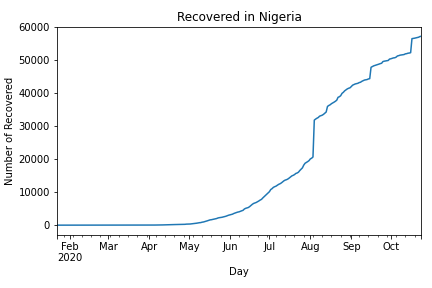 Recovered in Nigeria
Number of Recovered
60000
50000
40000
30000
20000
10000
0
Feb Mar Apr May Jun Jul Aug Sep Oct
2020
Day